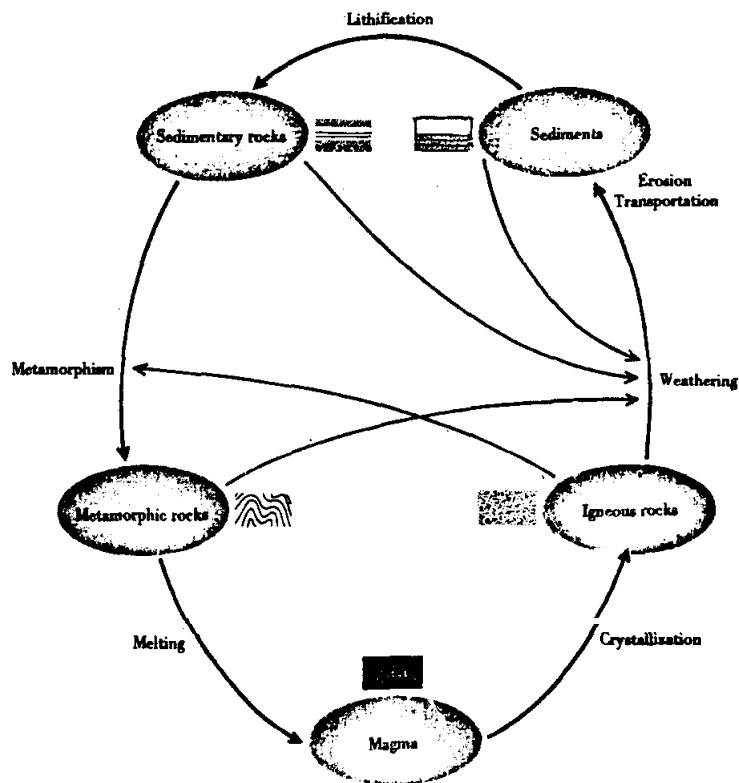 Lithification
Sedimentary rocks
Sediments
Erosion
Transportation
Metamorphism
Weathering
Metamorphic rocks
Igneous rocks
Melting
Crystallization
Magma